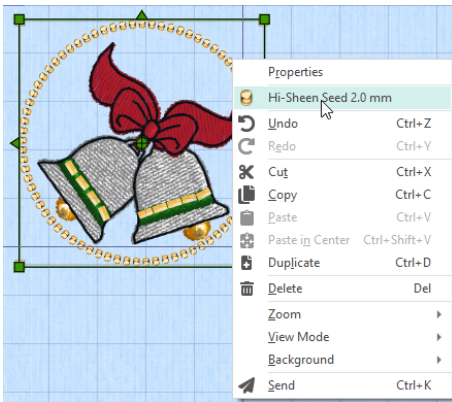 Properties
Hi-Sheen Seed 2.0 mm
Undo Ctrl+Z
Redo Ctrl+Y
Cut Ctrl+X
Copy Ctrl+C
Paste Ctrl+V
Paste in Center Ctrl+Shift+V
Duplicate Ctrl+D
Delete Del
Zoom
View Mode
Background
Send Ctrl+K